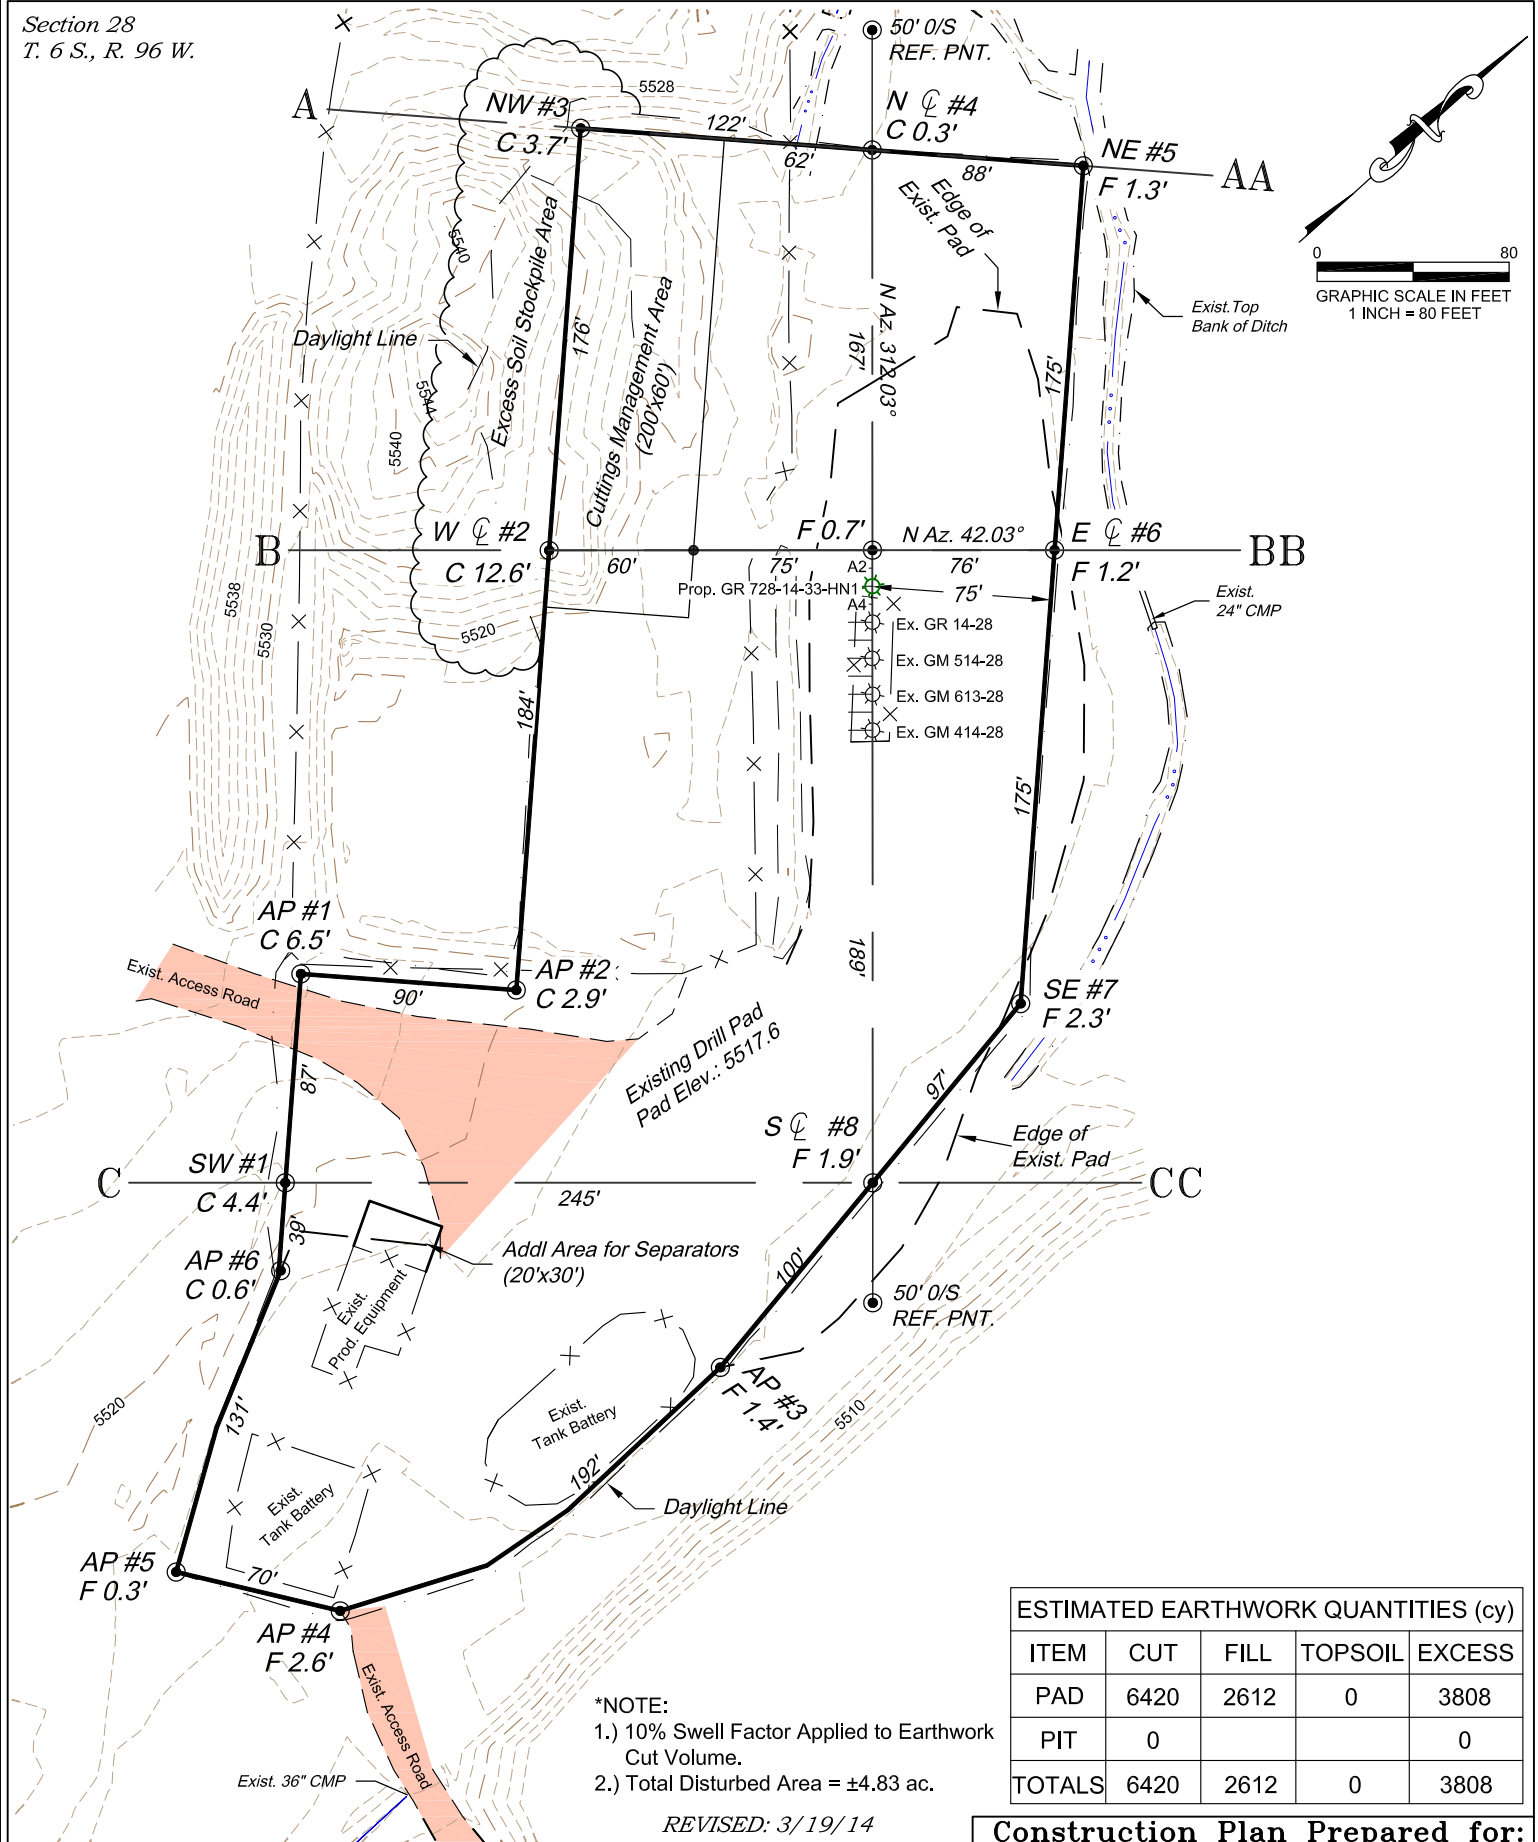 Section 28
T. 6 S., R. 96 W.
50' 0/S
REF. PNT.
A
NW #3
C 3.7'
5528
122'
62'
N ℄ #4
C 0.3'
88'
NE #5
F 1.3'
AA
0 80
GRAPHIC SCALE IN FEET
1 INCH = 80 FEET
Edge of
Exist. Pad
Exist. Top
Bank of Ditch
5540
Excess Soil Stockpile Area
176'
Cuttings Management Area
(200'x60')
Daylight Line
5544
5540
N Az. 312.03°
167'
175'
B
W ℄ #2
C 12.6'
60'
75'
F 0.7'
N Az. 42.03°
76'
E ℄ #6
F 1.2'
BB
A2
Prop. GR 728-14-33-HN1
75'
A4
Exist.
24" CMP
Ex. GR 14-28
Ex. GM 514-28
Ex. GM 613-28
Ex. GM 414-28
5538
5530
5520
184'
175'
AP #1
C 6.5'
Exist. Access Road
90'
AP #2
C 2.9'
189'
SE #7
F 2.3'
Existing Drill Pad
Pad Elev.: 5517.6
87'
97'
S ℄ #8
F 1.9'
Edge of
Exist. Pad
C
SW #1
C 4.4'
245'
CC
39'
AP #6
C 0.6'
Addl Area for Separators
(20'x30')
100'
50' 0/S
REF. PNT.
Exist.
Prod. Equipment
AP #3
F 1.4'
5520
131'
Exist.
Tank Battery
5510
192'
Exist.
Tank Battery
Daylight Line
AP #5
F 0.3'
70'
AP #4
F 2.6'
Exist. Access Road
Exist. 36" CMP
*NOTE:
1.) 10% Swell Factor Applied to Earthwork
Cut Volume.
2.) Total Disturbed Area = ±4.83 ac.
REVISED: 3/19/14
ESTIMATED EARTHWORK QUANTITIES (cy)
ITEM CUT FILL TOPSOIL EXCESS
PAD 6420 2612 0 3808
PIT 0 0
TOTALS 6420 2612 0 3808
Construction Plan Prepared for: